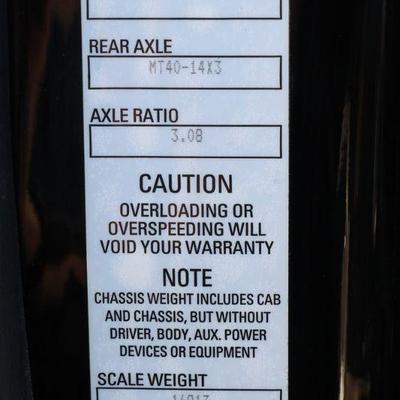 REAR AXLE
MT40-14X3
AXLE RATIO
3.08
CAUTION
OVERLOADING OR
OVERSPEEDING WILL
VOID YOUR WARRANTY
NOTE
CHASSIS WEIGHT INCLUDES CAB
AND CHASSIS, BUT WITHOUT
DRIVER, BODY, AUX. POWER
DEVICES OR EQUIPMENT
SCALE WEIGHT